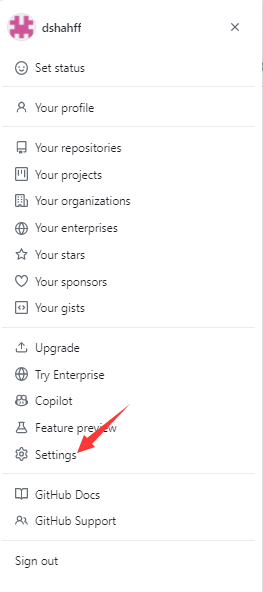 dshahff
Set status
Your profile
Your repositories
Your projects
Your organizations
Your enterprises
Your stars
Your sponsors
Your gists
Upgrade
Try Enterprise
Copilot
Feature preview
Settings
GitHub Docs
GitHub Support
Sign out